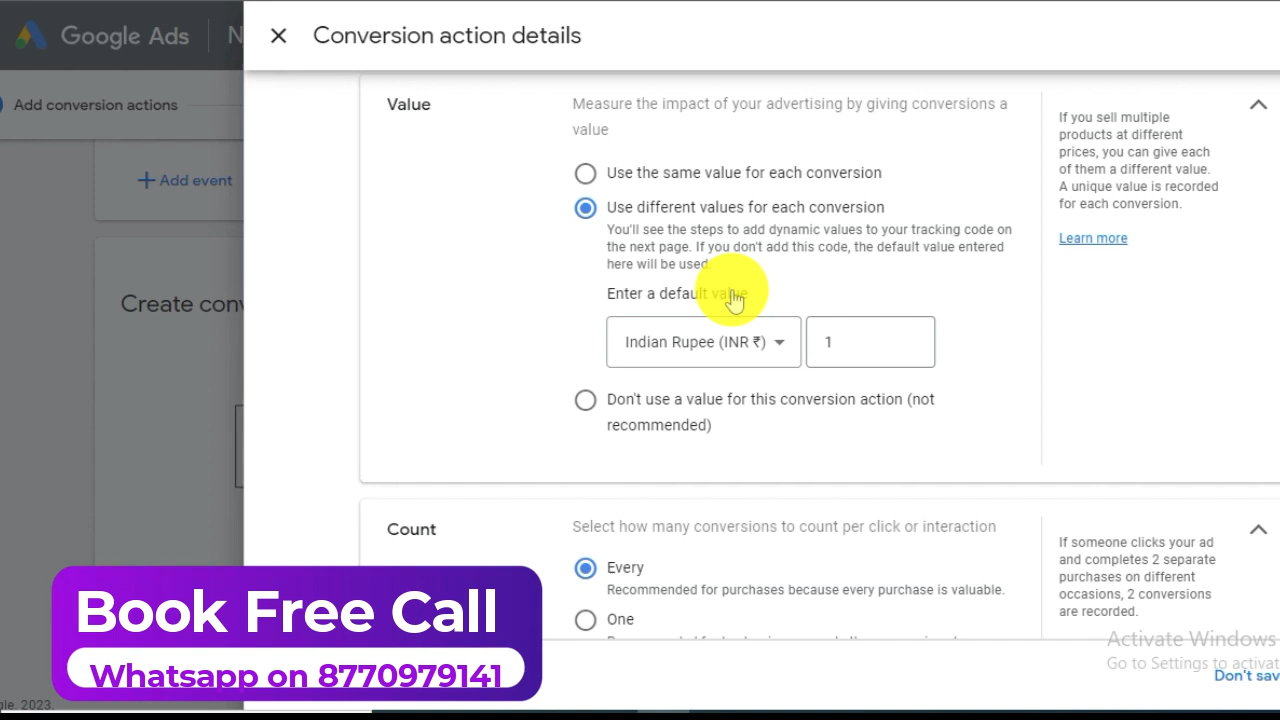 Google Ads
N
Conversion action details
Add conversion actions
Add event
Create conv
Value
Measure the impact of your advertising by giving conversions a
value
Use the same value for each conversion
Use different values for each conversion
You'll see the steps to add dynamic values to your tracking code on
the next page. If you don't add this code, the default value entered
here will be used.
Enter a default value
Indian Rupee (INR ₹)
1
Don't use a value for this conversion action (not
recommended)
If you sell multiple
products at different
prices, you can give each
of them a different value.
A unique value is recorded
for each conversion.
Learn more
Count
Select how many conversions to count per click or interaction
Every
Recommended for purchases because every purchase is valuable.
One
If someone clicks your ad
and completes 2 separate
purchases on different
occasions, 2 conversions
are recorded.
Activate Windows
Go to Settings to activat
Don't sav
Book Free Call
Whatsapp on 8770979141
gle. 2023.